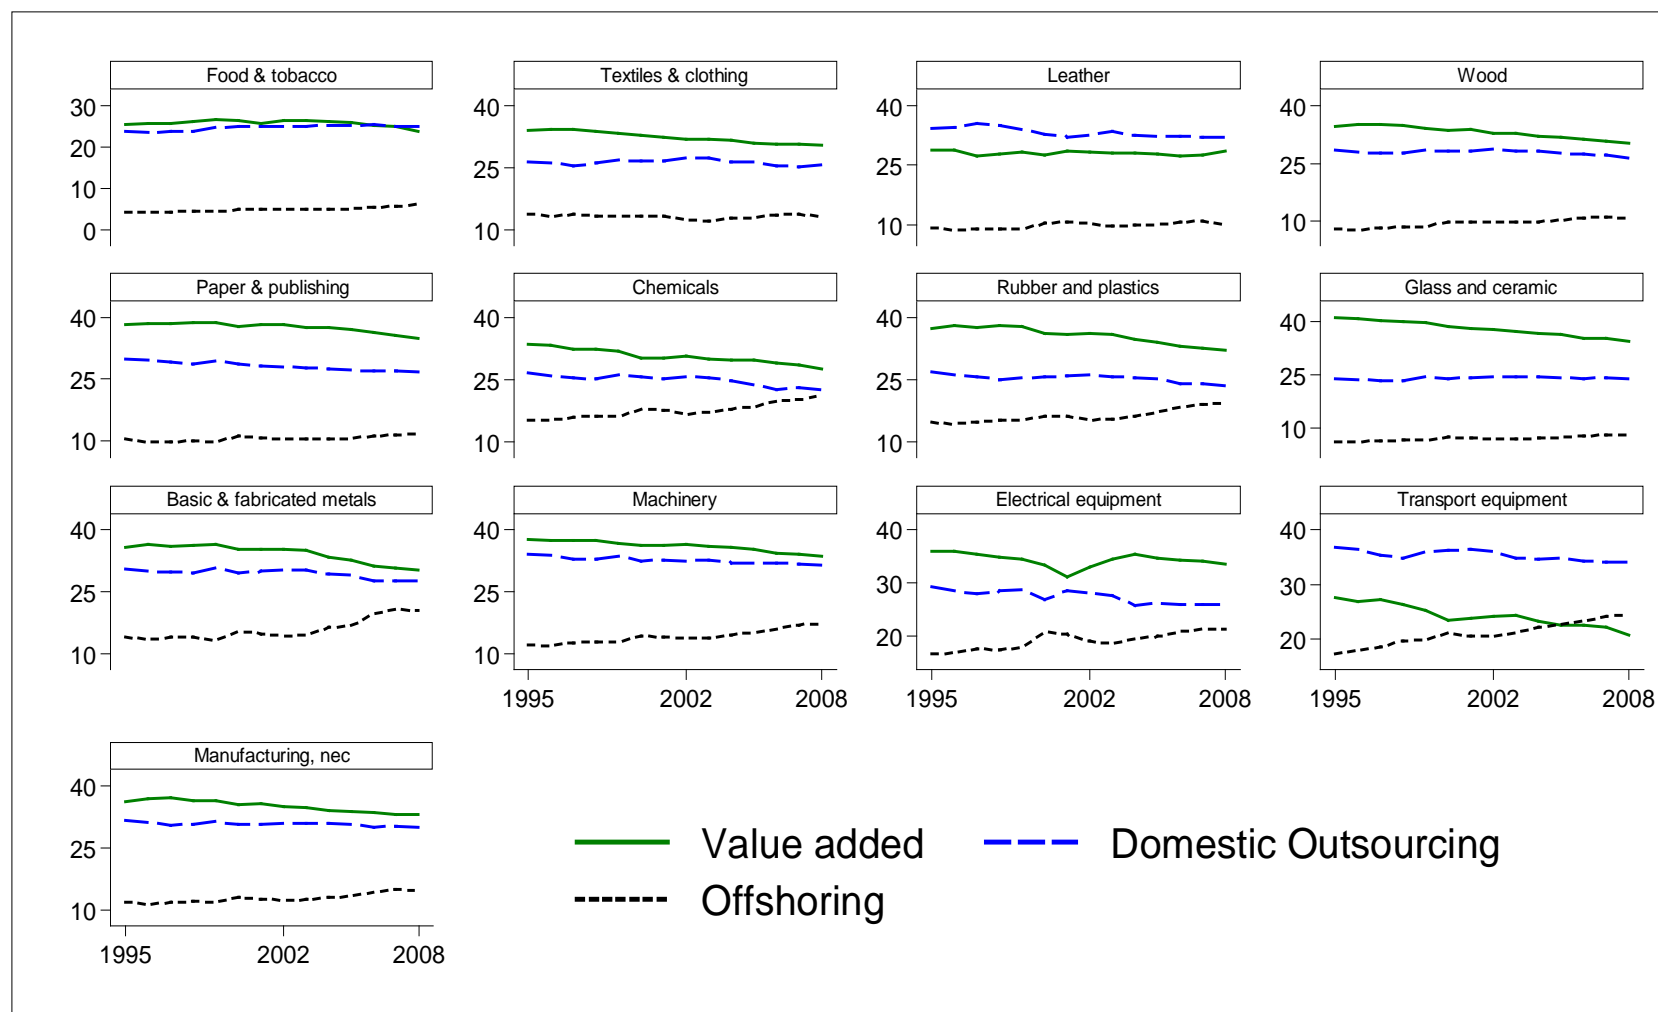 Food & tobacco
30
20
10
0
Textiles & clothing
40
25
10
Leather
40
25
10
Wood
40
25
10
Paper & publishing
40
25
10
Chemicals
40
25
10
Rubber and plastics
40
25
10
Glass and ceramic
40
25
10
Basic & fabricated metals
40
25
10
Machinery
40
25
10
1995 2002 2008
Electrical equipment
40
30
20
1995 2002 2008
Transport equipment
40
30
20
1995 2002 2008
Manufacturing, nec
40
25
10
1995 2002 2008
Value added Domestic Outsourcing
Offshoring